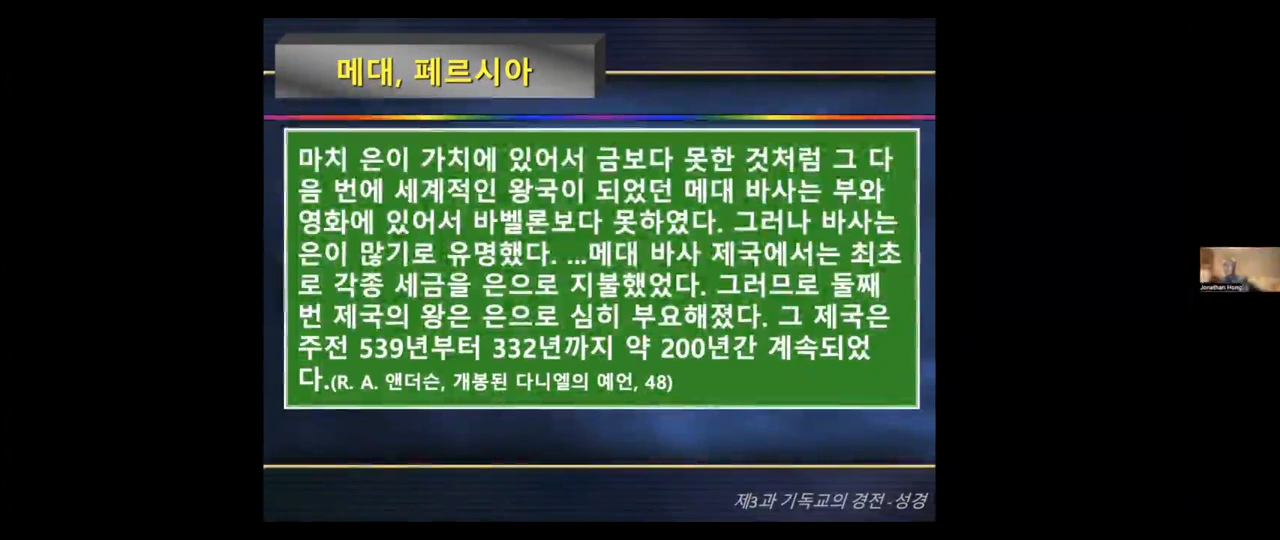 메대, 페르시아
마치 은이 가치에 있어서 금보다 못한 것처럼 그 다
음 번에 세계적인 왕국이 되었던 메대 바사는 부와
영화에 있어서 바벨론보다 못하였다. 그러나 바사는
은이 많기로 유명했다. ...메대 바사 제국에서는 최초
로 각종 세금을 은으로 지불했었다. 그러므로 둘째
번 제국의 왕은 은으로 심히 부요해졌다. 그 제국은
주전 539년부터 332년까지 약 200년간 계속되었
다.(R. A. 앤더슨, 개봉된 다니엘의 예언, 48)
제3과 기독교의 경전 - 성경
Jonathan Hong